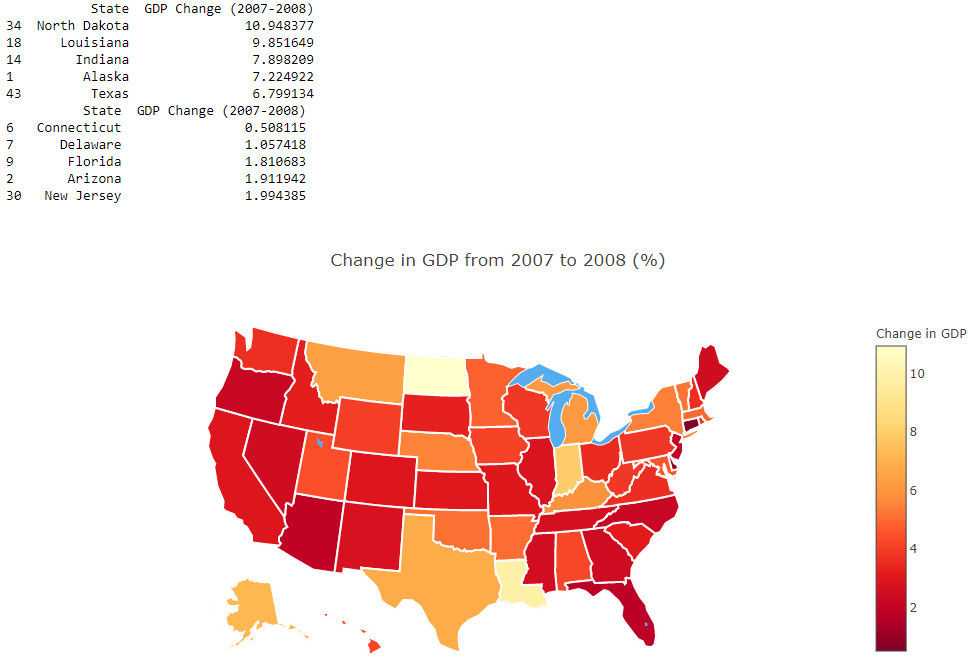 State GDP Change (2007-2008)
34 North Dakota 10.948377
18 Louisiana 9.851649
14 Indiana 7.898209
1 Alaska 7.224922
43 Texas 6.799134
State GDP Change (2007-2008)
6 Connecticut 0.508115
7 Delaware 1.057418
9 Florida 1.810683
2 Arizona 1.911942
30 New Jersey 1.994385
Change in GDP from 2007 to 2008 (%)
Change in GDP
10
8
6
4
2